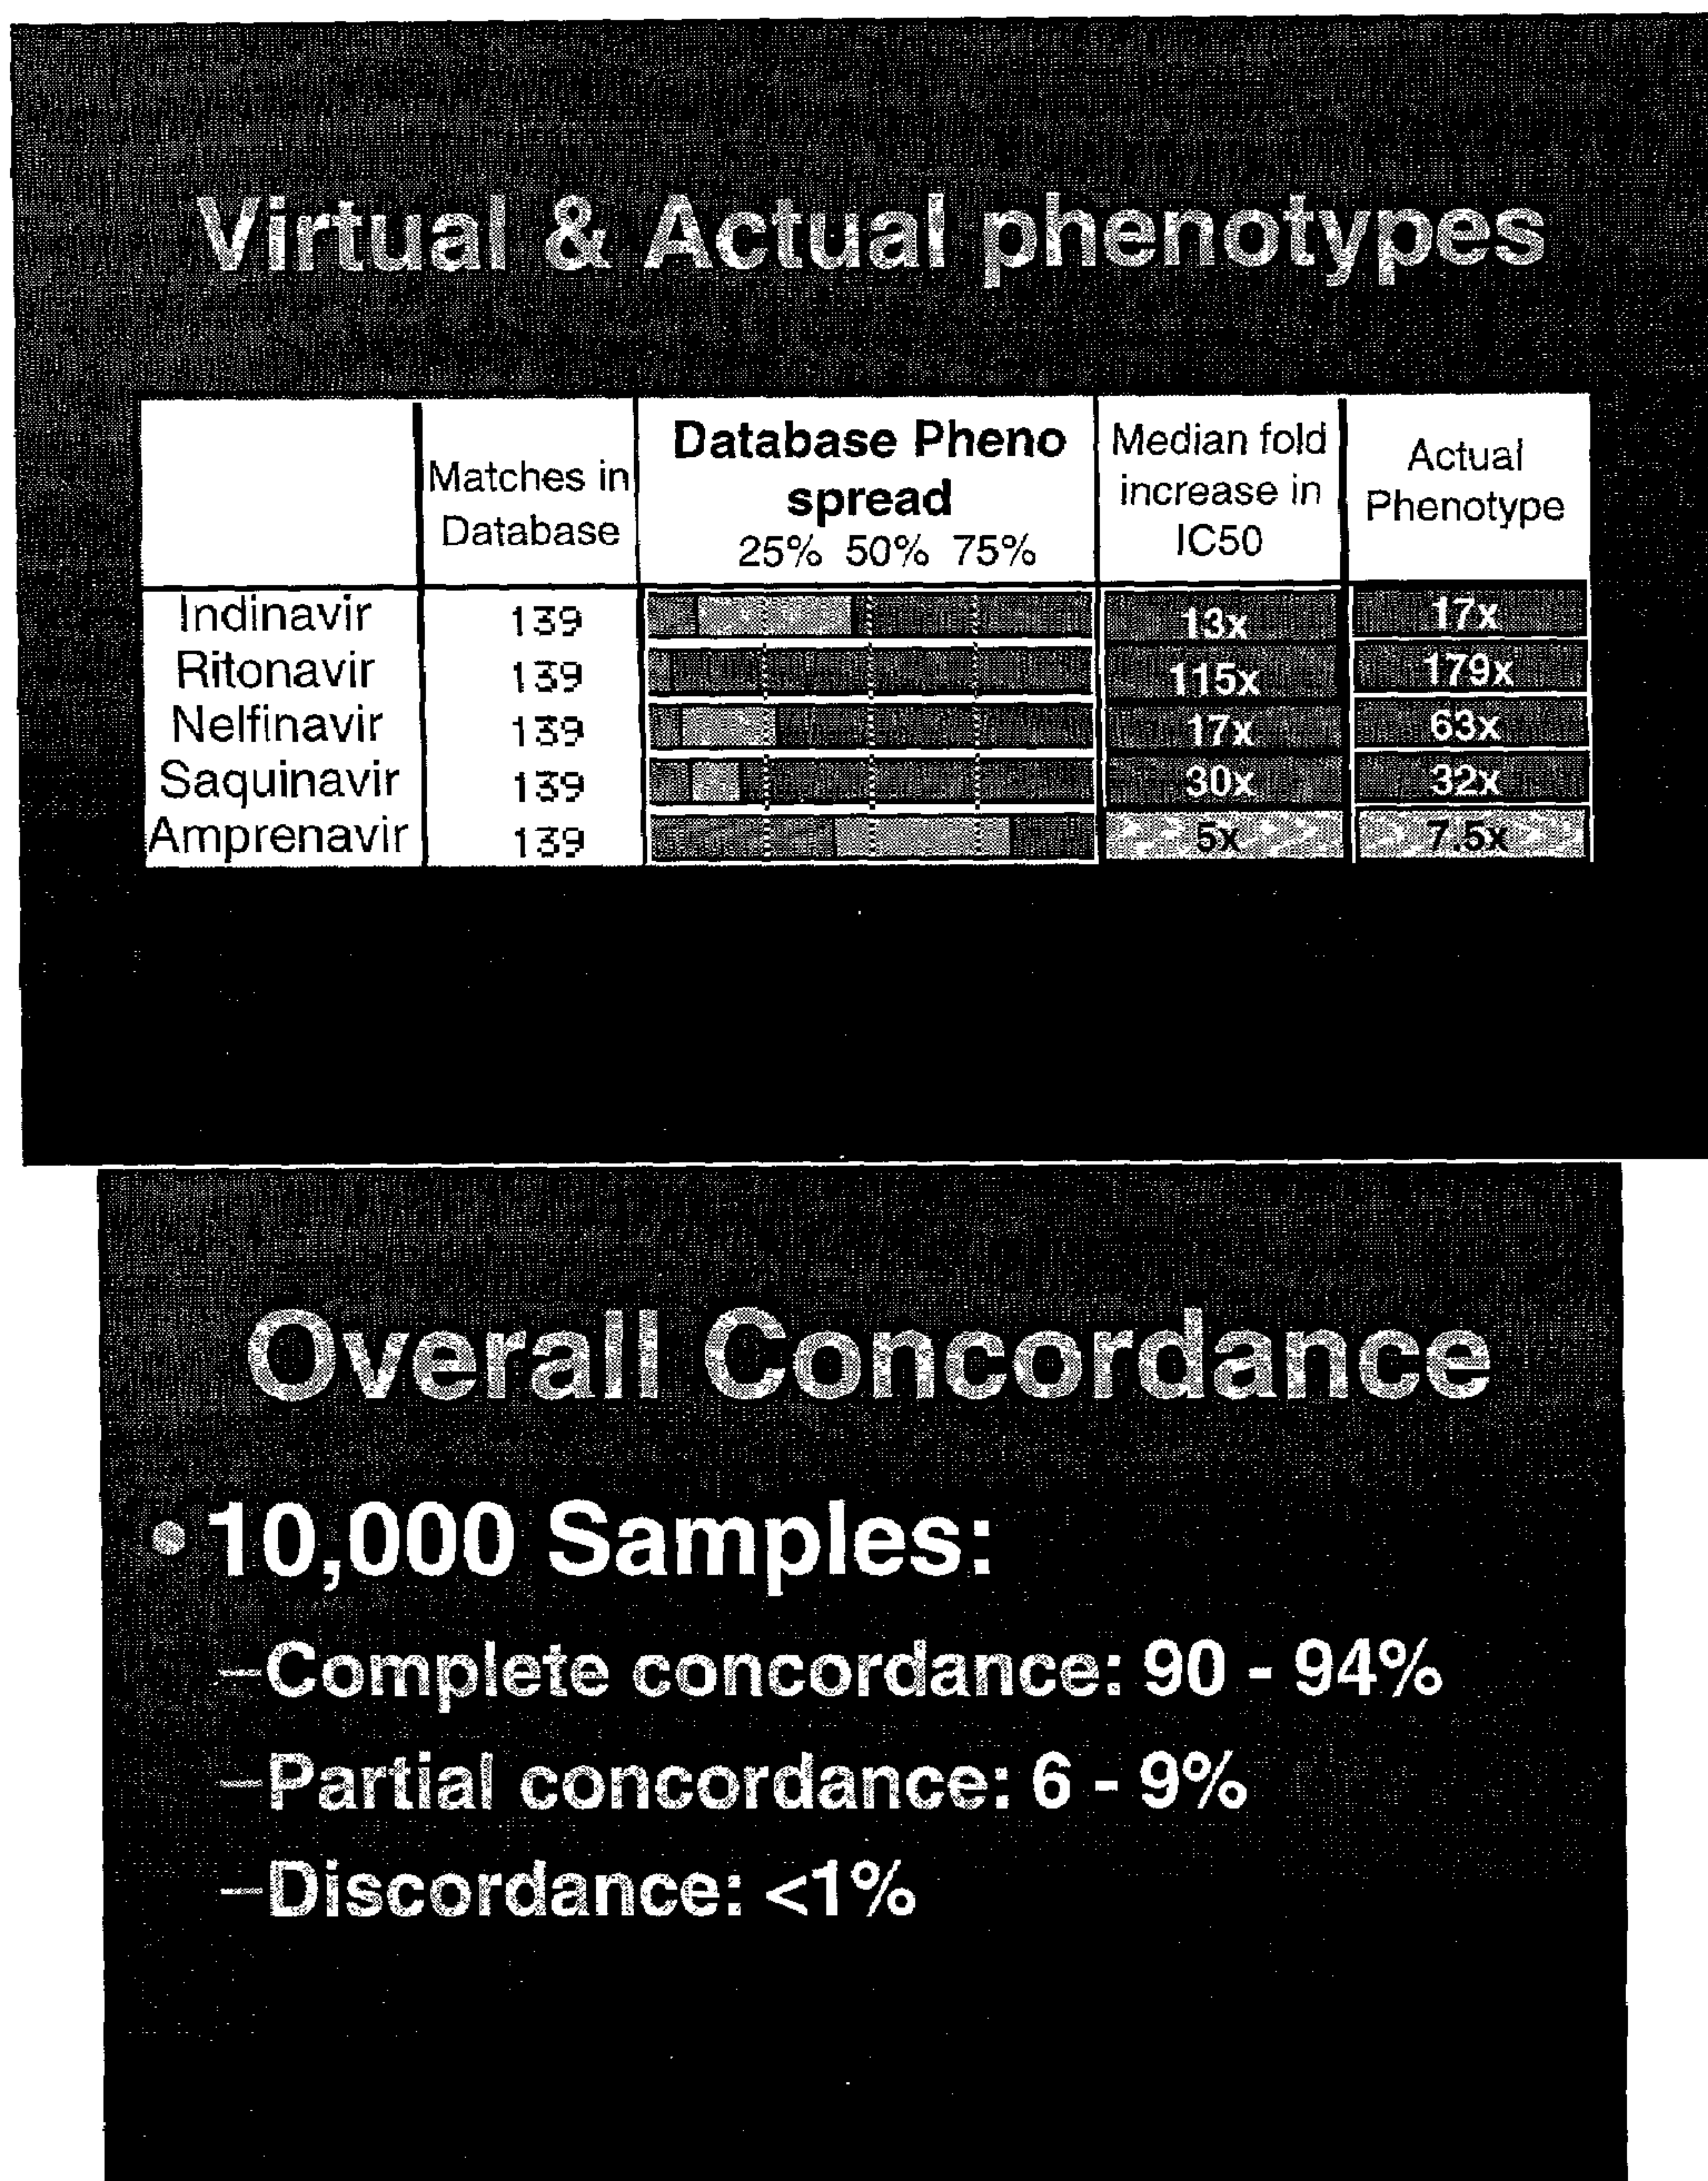 Virtual & Actual phenotypes
Matches in
Database
Database Pheno
spread
25% 50% 75%
Median fold
increase in
IC50
Actual
Phenotype
Indinavir 139 13x 17x
Ritonavir 139 115x 179x
Nelfinavir 139 17x 63x
Saquinavir 139 30x 32x
Amprenavir 139 5x 7.5x
Overall Concordance
• 10,000 Samples:
–Complete concordance: 90 - 94%
–Partial concordance: 6 - 9%
–Discordance: <1%